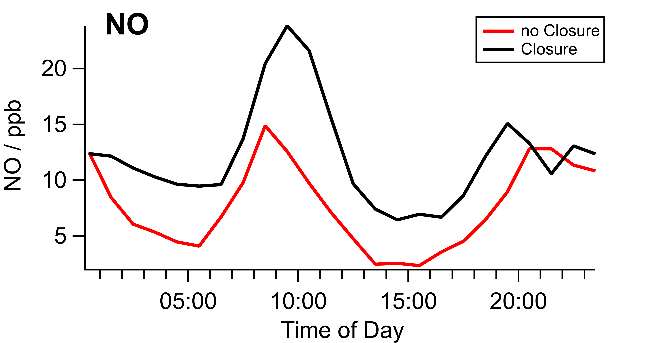 NO
no Closure
Closure
20
15
10
5
NO / ppb
05:00 10:00 15:00 20:00
Time of Day